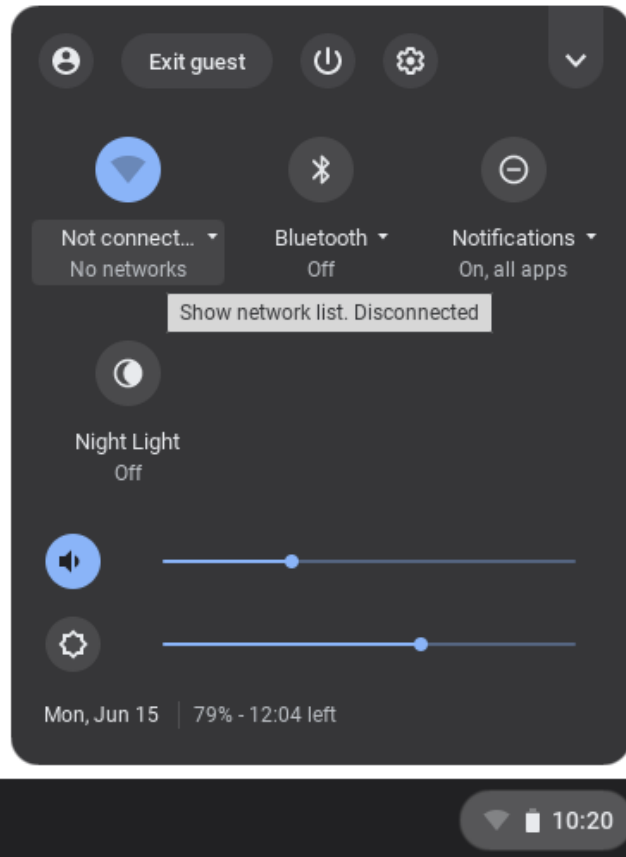 Exit guest
Not connect... Bluetooth Notifications
No networks Off On, all apps
Show network list. Disconnected
Night Light
Off
Mon, Jun 15 79% - 12:04 left
10:20